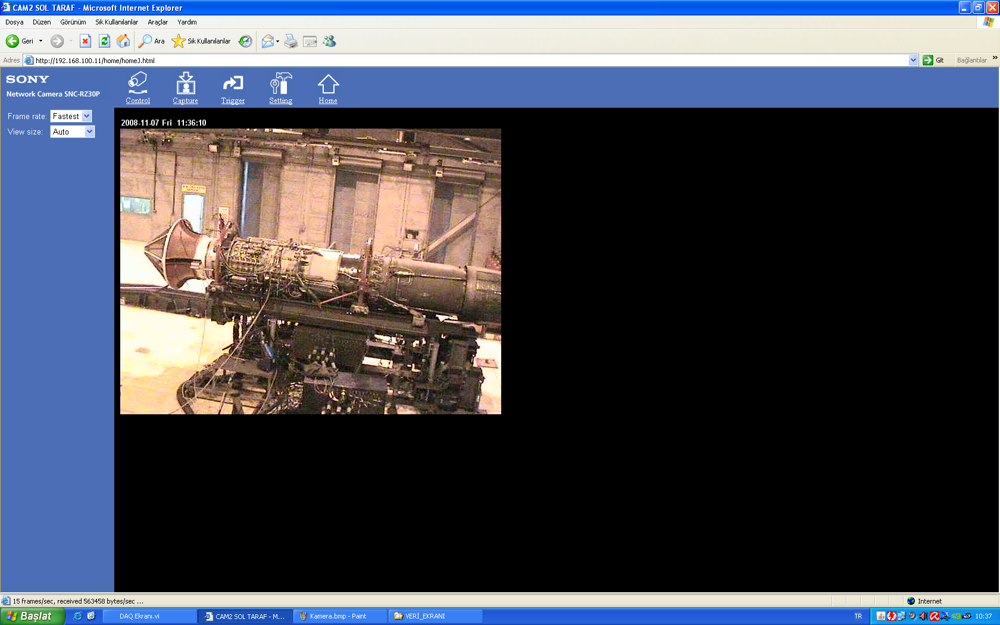 CAM2 SOL TARAF - Microsoft Internet Explorer
Dosya Düzen Görünüm Sık Kullanılanlar Araçlar Yardım
Geri Ara Sık Kullanılanlar
Adres http://192.168.100.11/home/homeJ.html Git Bağlantılar »
SONY
Network Camera SNC-RZ30P
Control Capture Trigger Setting Home
Frame rate: Fastest
View size: Auto
2008-11-07 Fri 11:36:10
15 frames/sec, received 563458 bytes/sec ... Internet
Başlat DAQ Ekranı.vi CAM2 SOL TARAF - M... Kamera.bmp - Paint VERİ_EKRANI TR 10:37